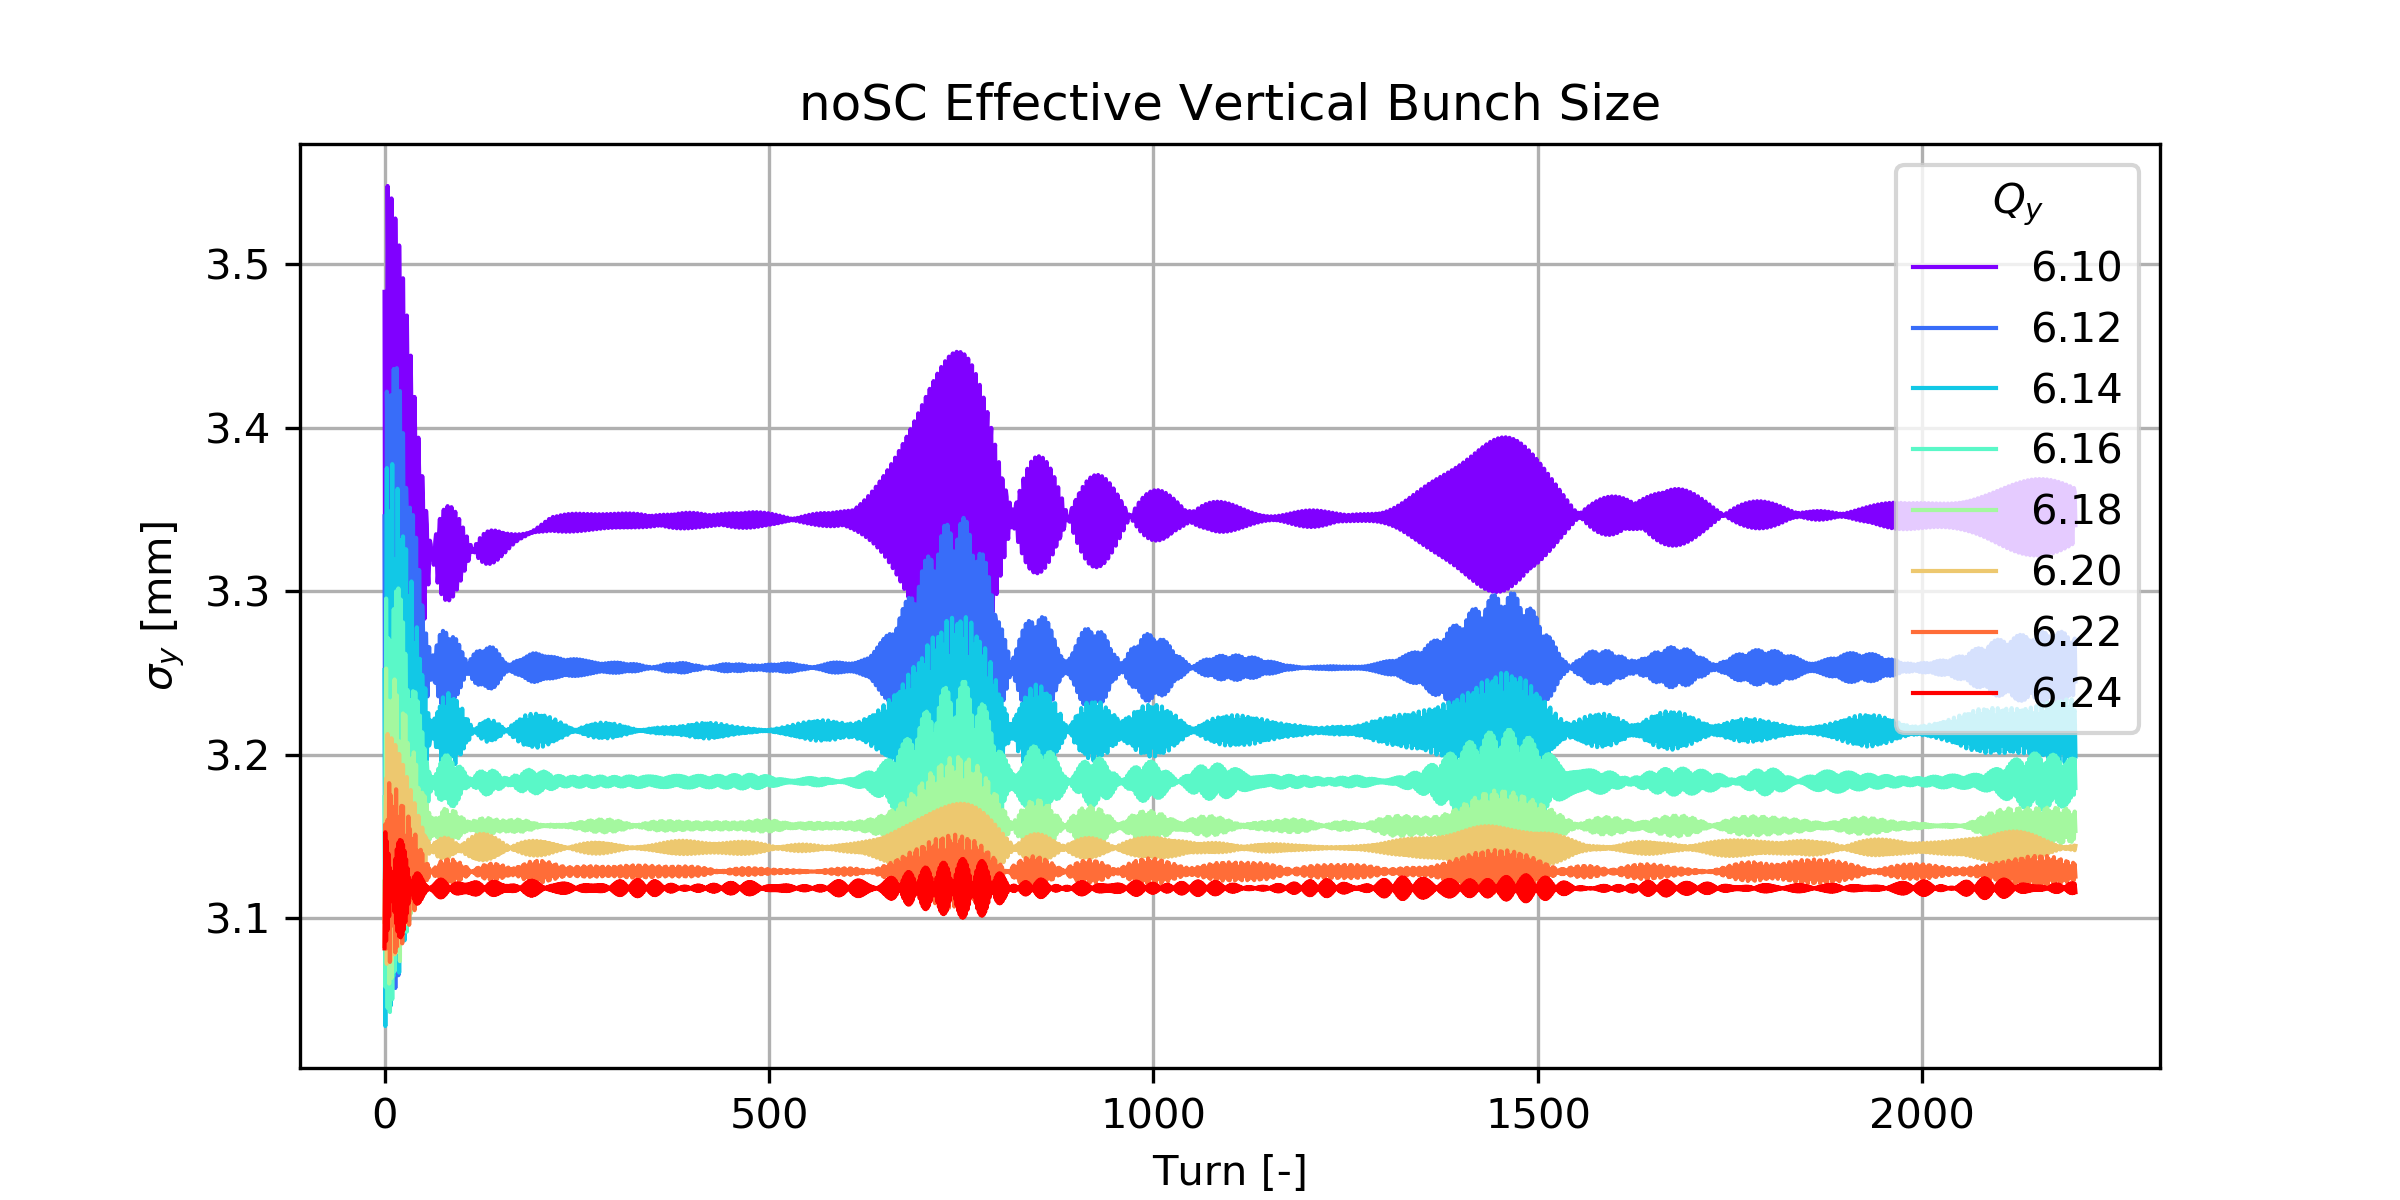 noSC Effective Vertical Bunch Size
σy [mm]
3.5
3.4
3.3
3.2
3.1
0 500 1000 1500 2000
Turn [-]
Qy
6.10
6.12
6.14
6.16
6.18
6.20
6.22
6.24